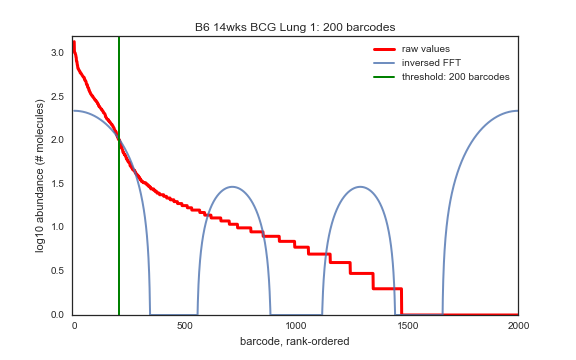 B6 14wks BCG Lung 1: 200 barcodes
raw values
inversed FFT
threshold: 200 barcodes
log10 abundance (# molecules)
3.0
2.5
2.0
1.5
1.0
0.5
0.0
0 500 1000 1500 2000
barcode, rank-ordered